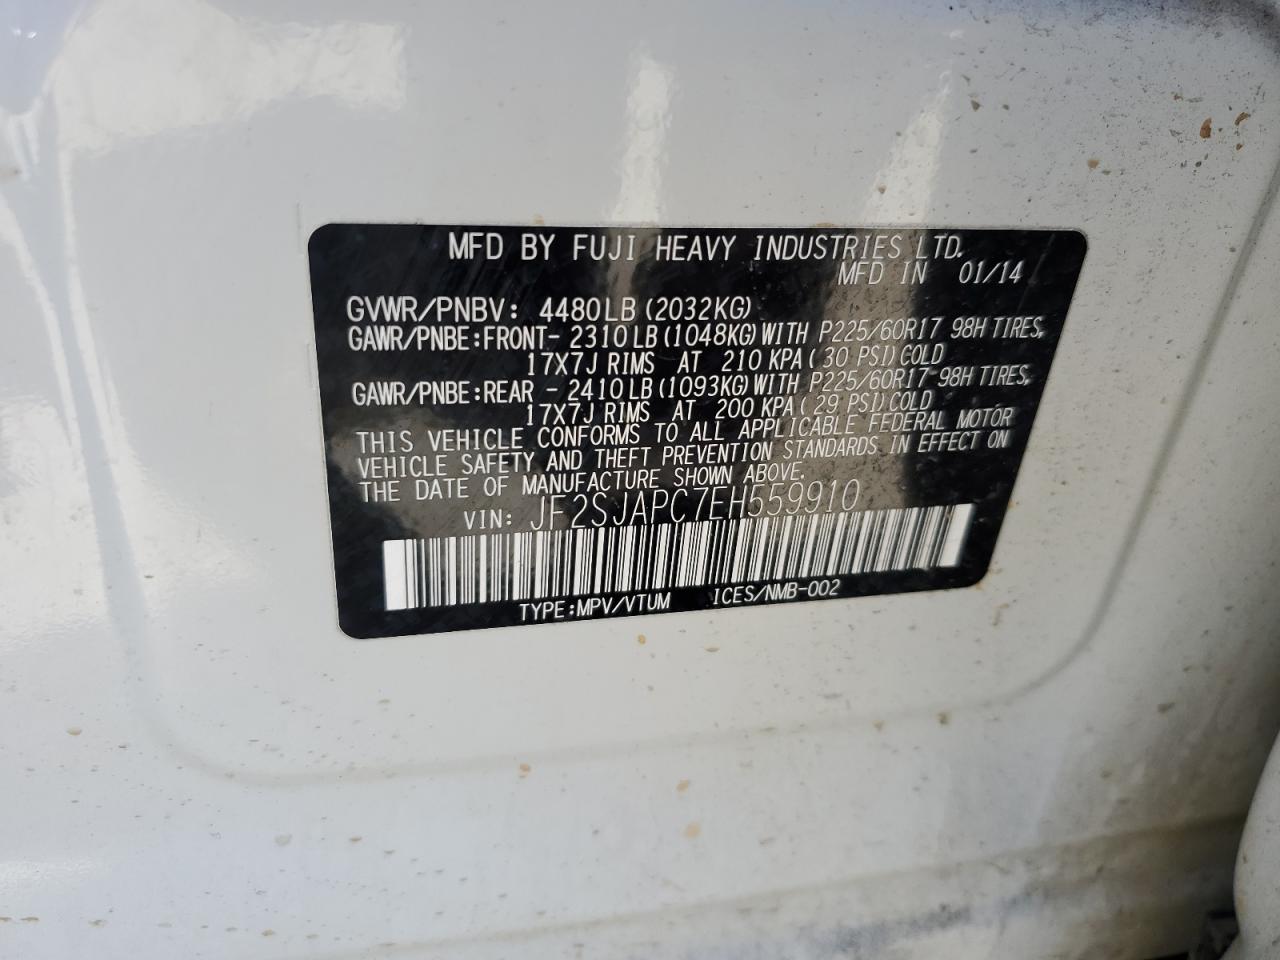 MFD BY FUJI HEAVY INDUSTRIES LTD.
MFD IN 01/14
GVWR/PNBV: 4480LB (2032KG)
GAWR/PNBE:FRONT- 2310LB (1048KG) WITH P225/60R17 98H TIRES,
17X7J RIMS AT 210 KPA ( 30 PSI) COLD
GAWR/PNBE:REAR - 2410LB (1093KG) WITH P225/60R17 98H TIRES,
17X7J RIMS AT 200 KPA ( 29 PSI) COLD
THIS VEHICLE CONFORMS TO ALL APPLICABLE FEDERAL MOTOR
VEHICLE SAFETY AND THEFT PREVENTION STANDARDS IN EFFECT ON
THE DATE OF MANUFACTURE SHOWN ABOVE.
VIN: JF2SJAPC7EH559910
TYPE:MPV/VTUM ICES/NMB-002